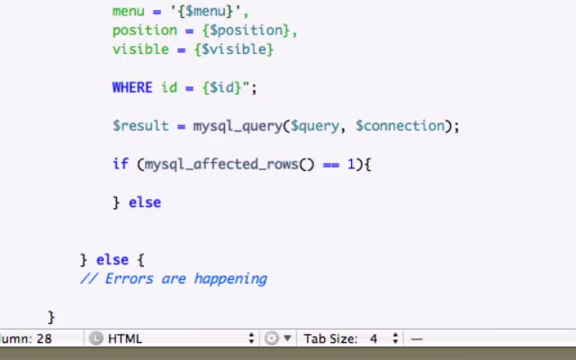 menu = '{$menu}',
position = {$position},
visible = {$visible}
WHERE id = {$id}";
$result = mysql_query($query, $connection);
if (mysql_affected_rows() == 1){
} else
} else {
// Errors are happening
}
lumn: 28 HTML Tab Size: 4 —